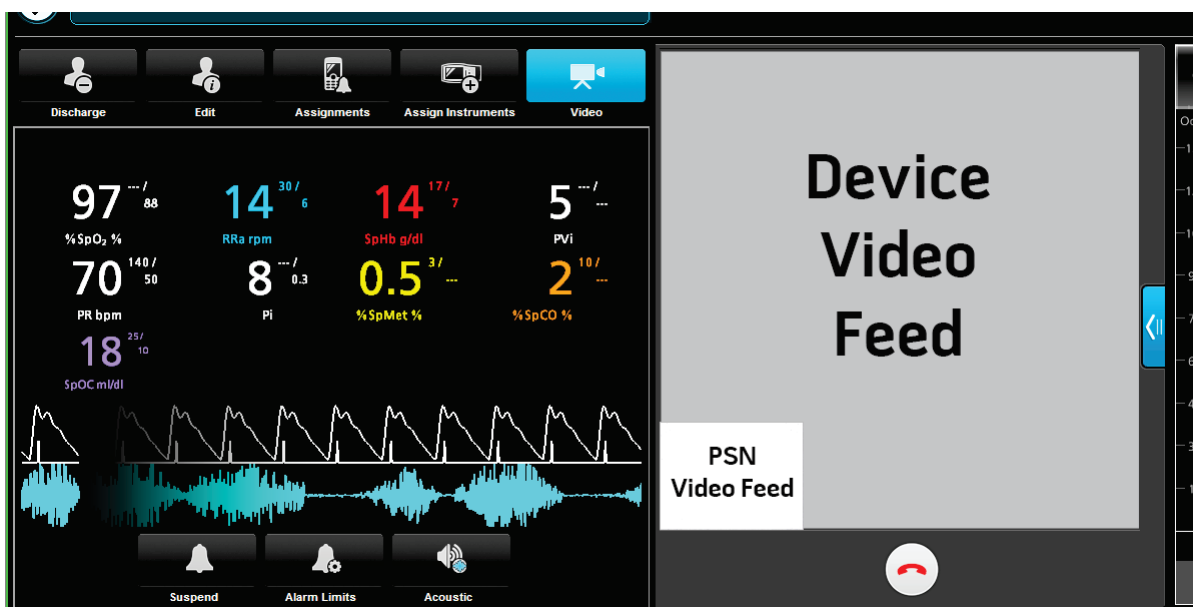 Discharge Edit Assignments Assign Instruments Video
97 ---/ 88 14 30/ 6 14 17/ 7 5 ---/ ---
%SpO₂ % RRa rpm SpHb g/dl PVi
70 140/ 50 8 ---/ 0.3 0.5 3/ --- 2 10/ ---
PR bpm Pi %SpMet % %SpCO %
18 25/ 10
SpOC ml/dl
Suspend Alarm Limits Acoustic
Device
Video
Feed
PSN
Video Feed